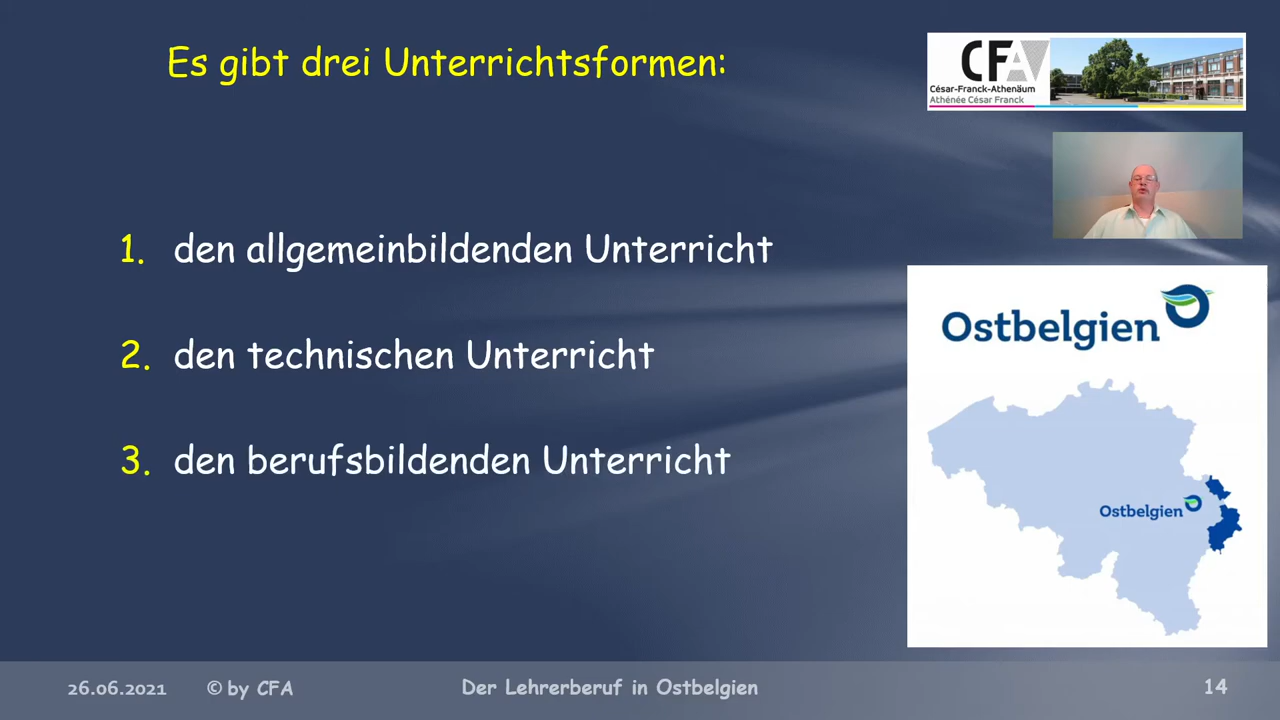 Es gibt drei Unterrichtsformen:
CFA
César-Franck-Athenäum
Athénée César Franck
1. den allgemeinbildenden Unterricht
2. den technischen Unterricht
3. den berufsbildenden Unterricht
Ostbelgien
Ostbelgien
26.06.2021 © by CFA Der Lehrerberuf in Ostbelgien 14